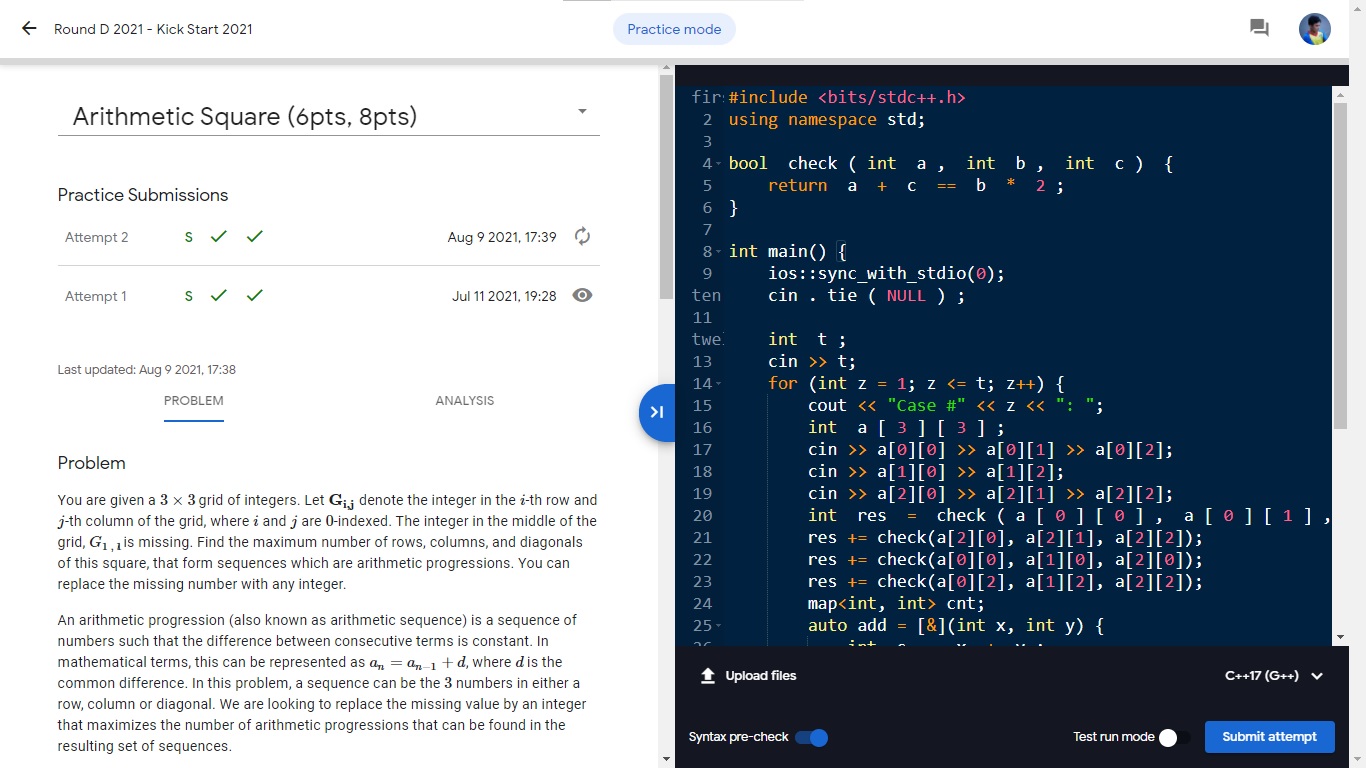 Round D 2021 - Kick Start 2021
Practice mode
Arithmetic Square (6pts, 8pts)
Practice Submissions
Attempt 2 S Aug 9 2021, 17:39
Attempt 1 S Jul 11 2021, 19:28
Last updated: Aug 9 2021, 17:38
PROBLEM ANALYSIS
Problem
You are given a 3 × 3 grid of integers. Let G_{i,j} denote the integer in the i-th row and
j-th column of the grid, where i and j are 0-indexed. The integer in the middle of the
grid, G_{1,1} is missing. Find the maximum number of rows, columns, and diagonals
of this square, that form sequences which are arithmetic progressions. You can
replace the missing number with any integer.
An arithmetic progression (also known as arithmetic sequence) is a sequence of
numbers such that the difference between consecutive terms is constant. In
mathematical terms, this can be represented as a_n = a_{n-1} + d, where d is the
common difference. In this problem, a sequence can be the 3 numbers in either a
row, column or diagonal. We are looking to replace the missing value by an integer
that maximizes the number of arithmetic progressions that can be found in the
resulting set of sequences.
fir #include <bits/stdc++.h>
2 using namespace std;
3
4 bool check ( int a , int b , int c ) {
5 return a + c == b * 2 ;
6 }
7
8 int main() {
9 ios::sync_with_stdio(0);
ten cin . tie ( NULL ) ;
11
twe int t ;
13 cin >> t;
14 for (int z = 1; z <= t; z++) {
15 cout << "Case #" << z << ": ";
16 int a [ 3 ] [ 3 ] ;
17 cin >> a[0][0] >> a[0][1] >> a[0][2];
18 cin >> a[1][0] >> a[1][2];
19 cin >> a[2][0] >> a[2][1] >> a[2][2];
20 int res = check ( a [ 0 ] [ 0 ] , a [ 0 ] [ 1 ] ,
21 res += check(a[2][0], a[2][1], a[2][2]);
22 res += check(a[0][0], a[1][0], a[2][0]);
23 res += check(a[0][2], a[1][2], a[2][2]);
24 map<int, int> cnt;
25 auto add = [&](int x, int y) {
Upload files
C++17 (G++)
Syntax pre-check
Test run mode
Submit attempt